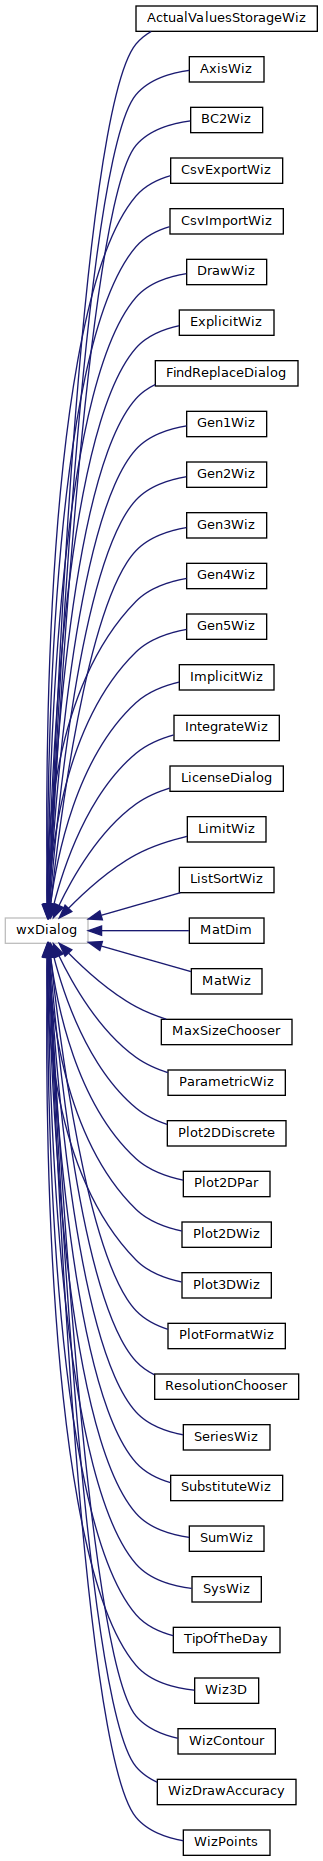 ActualValuesStorageWiz
AxisWiz
BC2Wiz
CsvExportWiz
CsvImportWiz
DrawWiz
ExplicitWiz
FindReplaceDialog
Gen1Wiz
Gen2Wiz
Gen3Wiz
Gen4Wiz
Gen5Wiz
ImplicitWiz
IntegrateWiz
LicenseDialog
LimitWiz
ListSortWiz
wxDialog
MatDim
MatWiz
MaxSizeChooser
ParametricWiz
Plot2DDiscrete
Plot2DPar
Plot2DWiz
Plot3DWiz
PlotFormatWiz
ResolutionChooser
SeriesWiz
SubstituteWiz
SumWiz
SysWiz
TipOfTheDay
Wiz3D
WizContour
WizDrawAccuracy
WizPoints